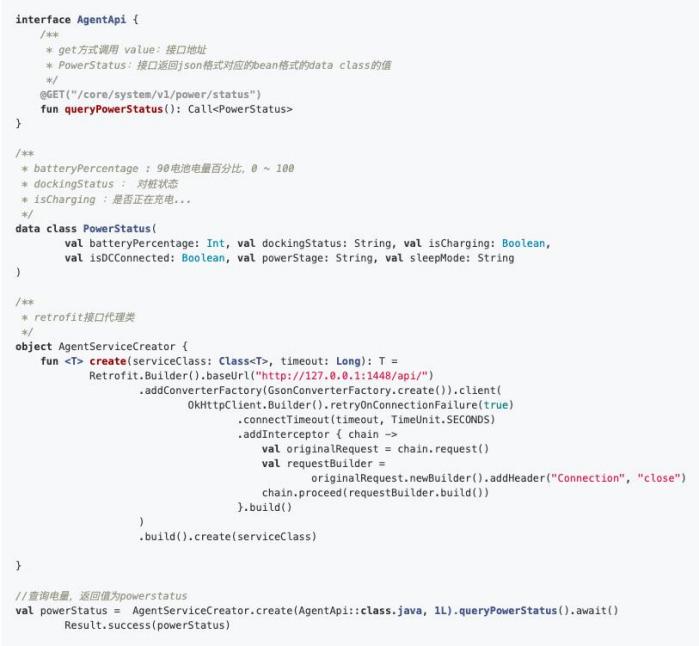 interface AgentApi {
    /**
     * get方式调用 value: 接口地址
     * PowerStatus: 接口返回json格式对应的bean格式的data class的值
     */
    @GET("/core/system/v1/power/status")
    fun queryPowerStatus(): Call<PowerStatus>
}

/**
 * batteryPercentage : 90电池电量百分比, 0 ~ 100
 * dockingStatus : 对桩状态
 * isCharging : 是否正在充电...
 */
data class PowerStatus(
        val batteryPercentage: Int, val dockingStatus: String, val isCharging: Boolean,
        val isDCConnected: Boolean, val powerStage: String, val sleepMode: String
)

/**
 * retrofit接口代理类
 */
object AgentServiceCreator {
    fun <T> create(serviceClass: Class<T>, timeout: Long): T =
            Retrofit.Builder().baseUrl("http://127.0.0.1:1448/api/")
                    .addConverterFactory(GsonConverterFactory.create()).client(
                            OkHttpClient.Builder().retryOnConnectionFailure(true)
                                    .connectTimeout(timeout, TimeUnit.SECONDS)
                                    .addInterceptor { chain ->
                                        val originalRequest = chain.request()
                                        val requestBuilder =
                                                originalRequest.newBuilder().addHeader("Connection", "close")
                                        chain.proceed(requestBuilder.build())
                                    }.build()
                    )
                    .build().create(serviceClass)

}

//查询电量, 返回值为powerstatus
val powerStatus =  AgentServiceCreator.create(AgentApi::class.java, 1L).queryPowerStatus().await()
        Result.success(powerStatus)